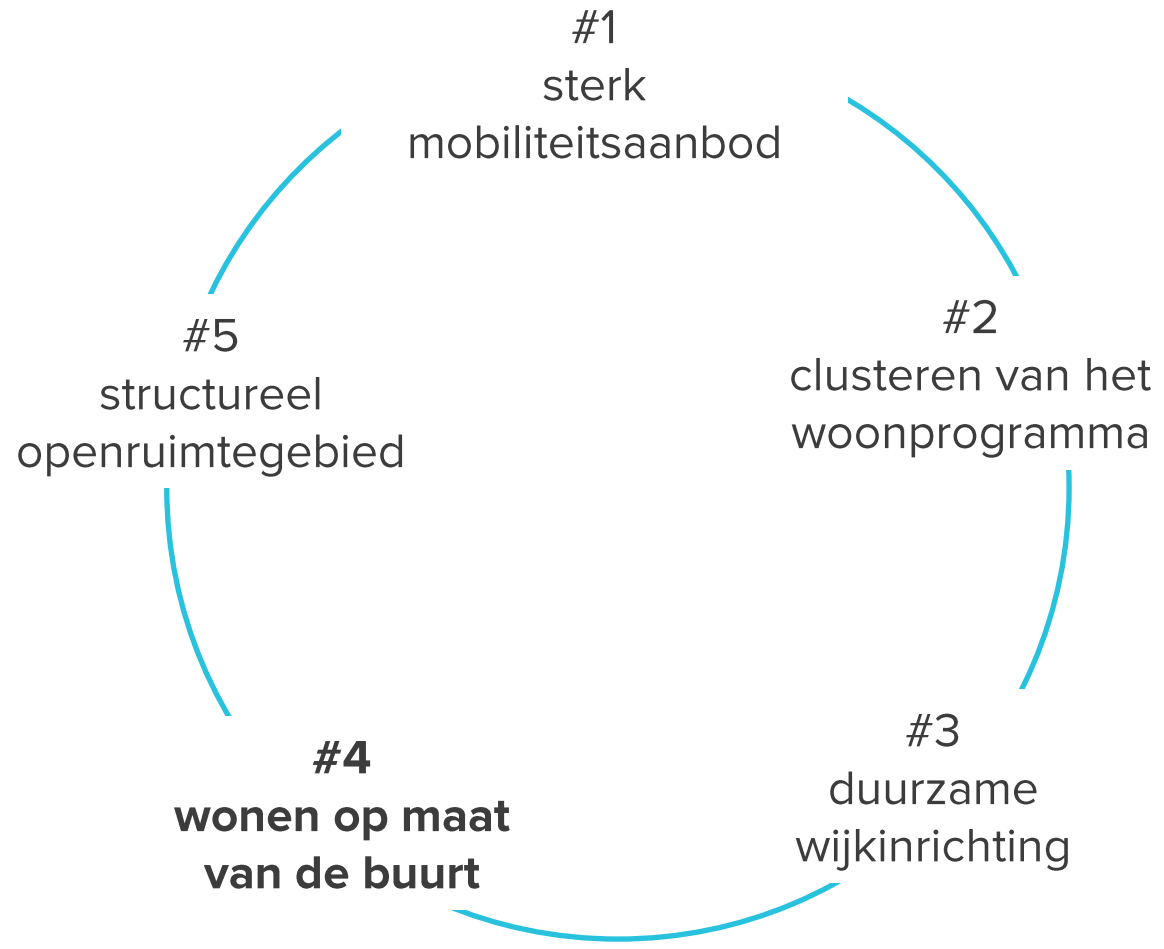 #1
sterk
mobiliteitsaanbod
#2
clusteren van het
woonprogramma
#3
duurzame
wijkinrichting
#4
wonen op maat
van de buurt
#5
structureel
openruimtegebied